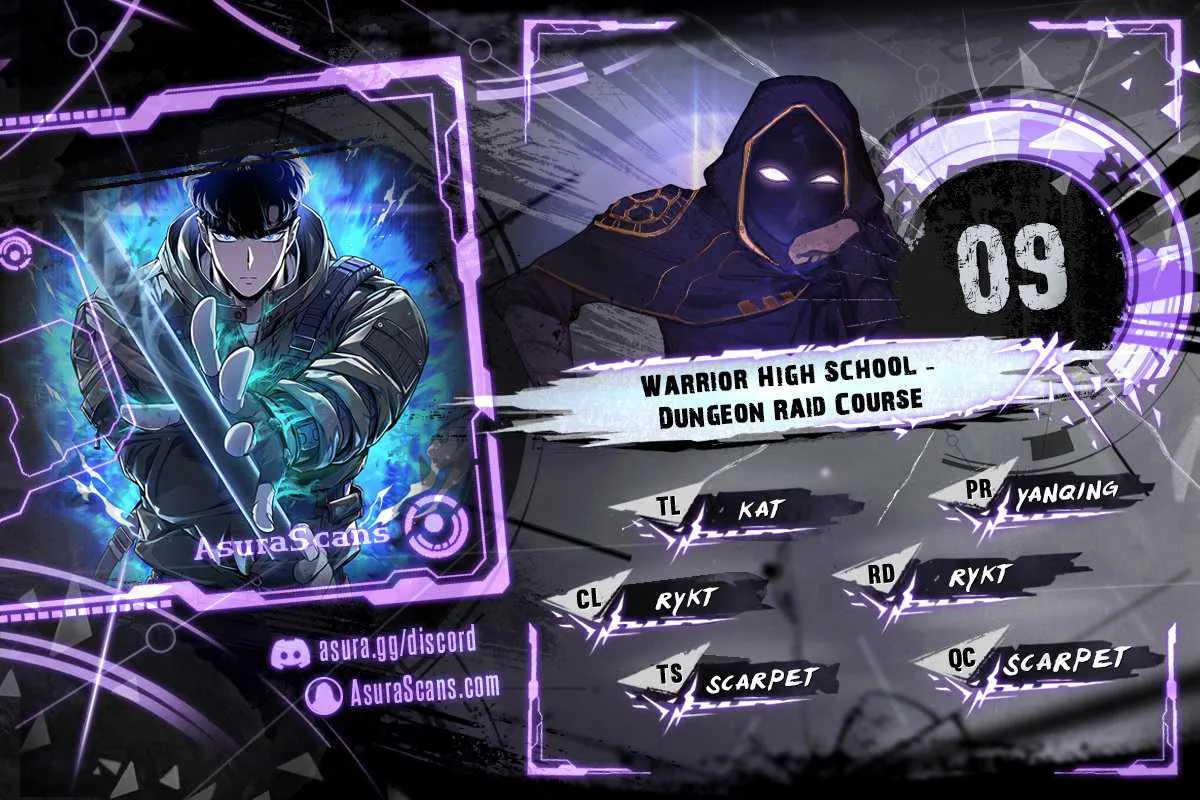 09
Warrior High School -
Dungeon Raid Course
TL KAT
PR YANQING
CL RYKT
RD RYKT
TS SCARPET
QC SCARPET
AsuraScans
asura.gg/discord
AsuraScans.com